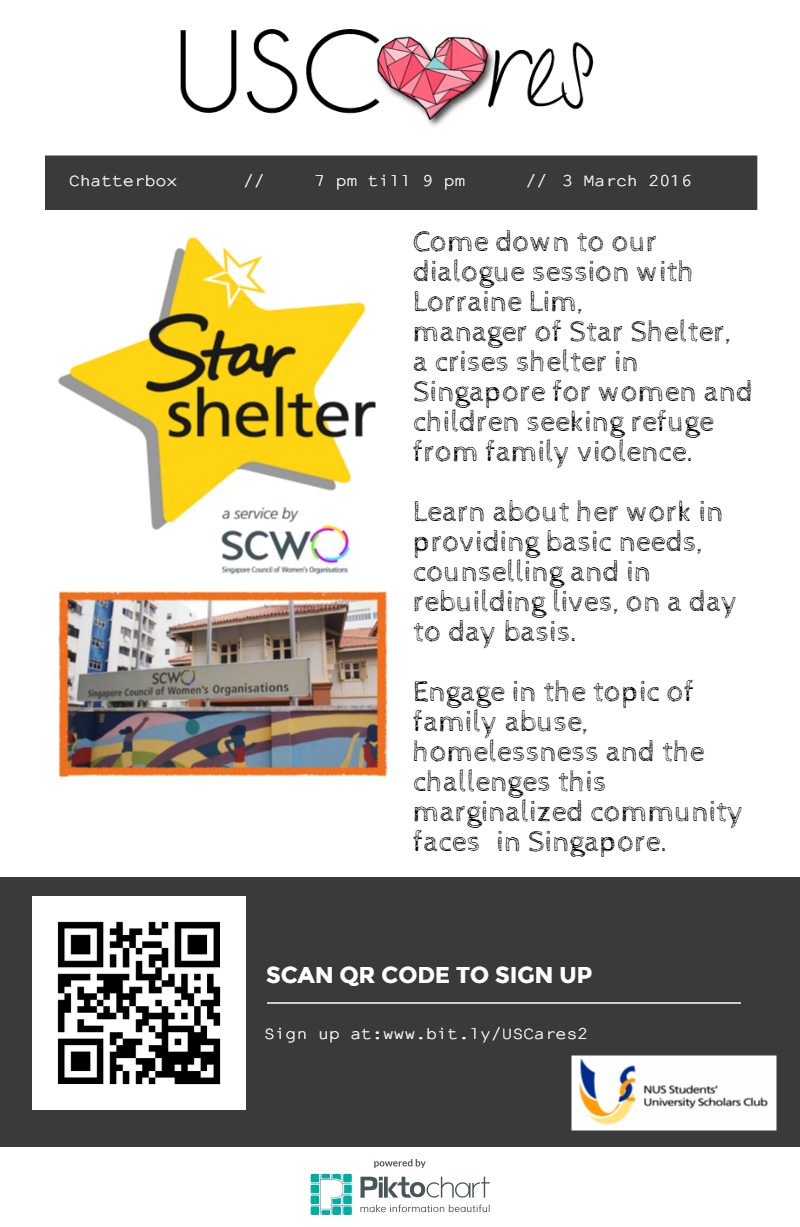 USCares
Chatterbox // 7 pm till 9 pm // 3 March 2016
Star
shelter
a service by
SCWO
Singapore Council of Women's Organisations
SCWO
Singapore Council of Women's Organisations
Come down to our
dialogue session with
Lorraine Lim,
manager of Star Shelter,
a crises shelter in
Singapore for women and
children seeking refuge
from family violence.
Learn about her work in
providing basic needs,
counselling and in
rebuilding lives, on a day
to day basis.
Engage in the topic of
family abuse,
homelessness and the
challenges this
marginalized community
faces  in Singapore.
SCAN QR CODE TO SIGN UP
Sign up at:www.bit.ly/USCares2
NUS Students'
University Scholars Club
powered by
Piktochart
make information beautiful